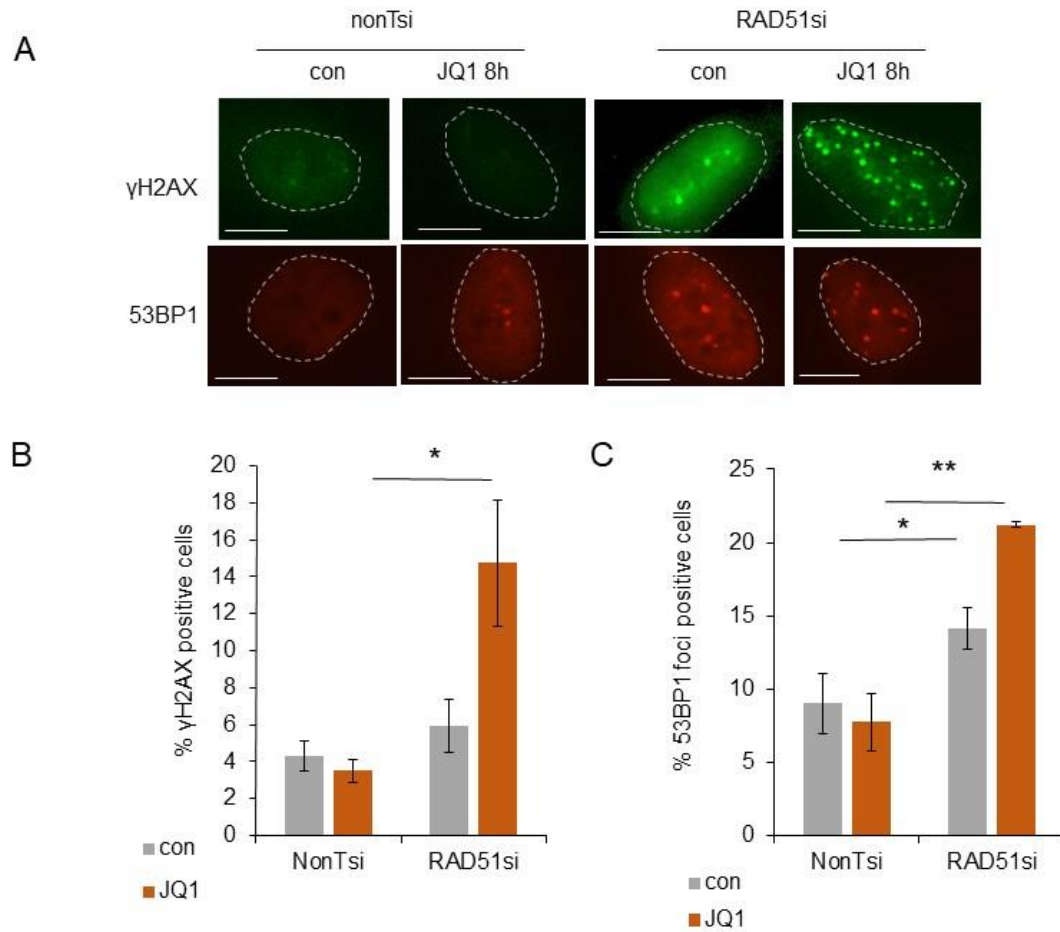 A
nonTsi
RAD51si
con
JQ1 8h
con
JQ1 8h
γH2AX
53BP1
B
% γH2AX positive cells
20
18
16
14
12
10
8
6
4
2
0
*
NonTsi
RAD51si
con
JQ1
C
% 53BP1 foci positive cells
25
20
15
10
5
0
**
*
NonTsi
RAD51si
con
JQ1